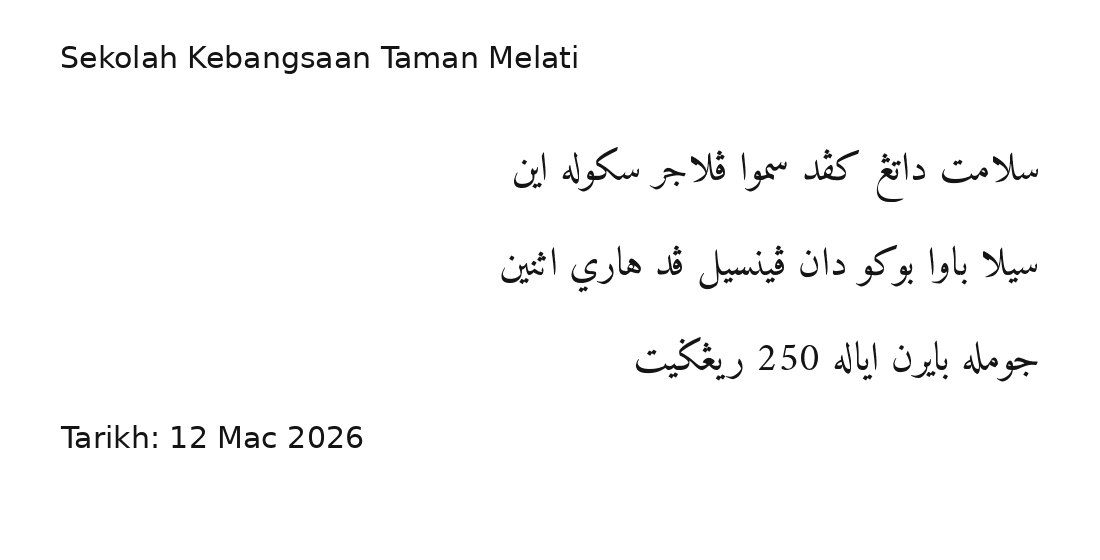 Sekolah Kebangsaan Taman Melati
سلامت داتڠ کڤد سموا ڤلاجر سکوله اين
سيلا باوا بوکو دان ڤينسيل ڤد هاري اثنين
جومله بايرن اياله 250 ريڠݢيت
Tarikh: 12 Mac 2026